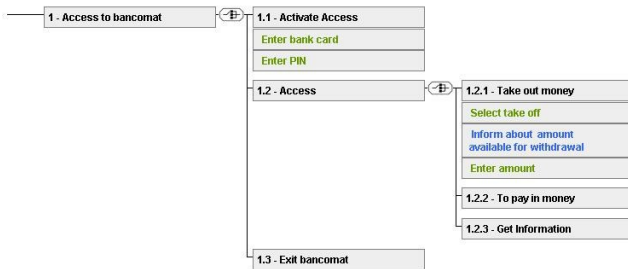 1 - Access to bancomat
1.1 - Activate Access
Enter bank card
Enter PIN
1.2 - Access
1.2.1 - Take out money
Select take off
Inform about amount
available for withdrawal
Enter amount
1.2.2 - To pay in money
1.2.3 - Get Information
1.3 - Exit bancomat